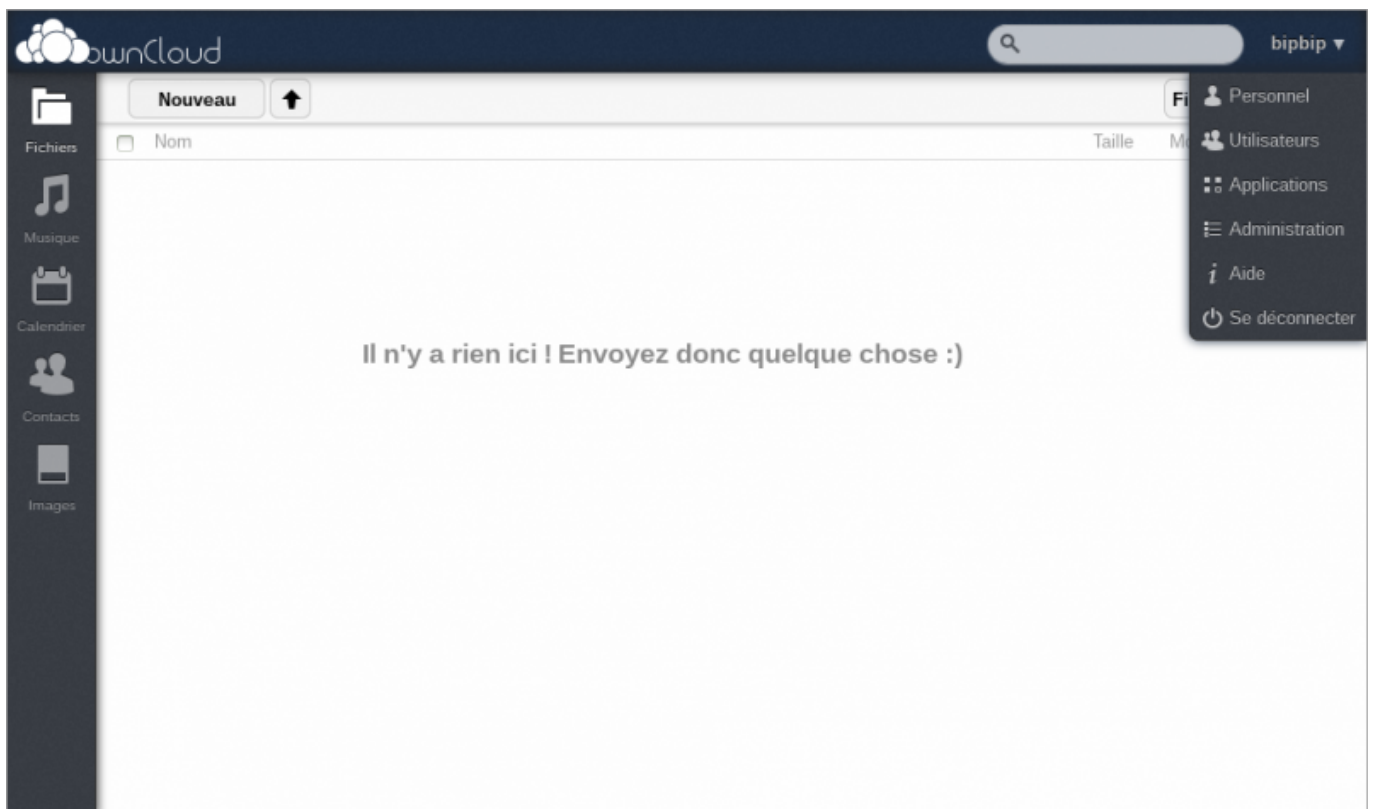 ownCloud
bipbip ▼
Nouveau
Nom
Taille
Personnel
Utilisateurs
Applications
Administration
Aide
Se déconnecter
Fichiers
Musique
Calendrier
Contacts
Images
Il n'y a rien ici ! Envoyez donc quelque chose :)